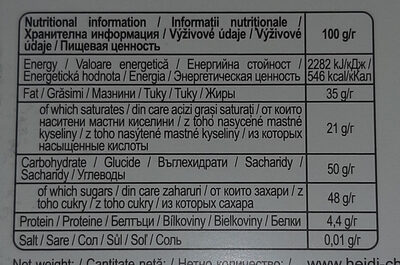 Nutritional information / Informații nutriționale /
Хранителна информация / Výživové údaje / Výživové
údaje / Пищевая ценность
100 g/г
Energy / Valoare energetică / Енергийна стойност /
Energetická hodnota / Energia / Энергетическая ценность
2282 kJ/кДж /
546 kcal/кКал
Fat / Grăsimi / Мазнини / Tuky / Tuky / Жиры
35 g/г
of which saturates / din care acizi grași saturați / от които
наситени мастни киселини / z toho nasycené mastné
kyseliny / z toho nasýtené mastné kyseliny / из которых
насыщенные кислоты
21 g/г
Carbohydrate / Glucide / Въглехидрати / Sacharidy /
Sacharidy / Углеводы
50 g/г
of which sugars / din care zaharuri / от които захари / z
toho cukry / z toho cukry / из которых сахара
48 g/г
Protein / Proteine / Белтъци / Bílkoviny / Bielkoviny / Белки
4,4 g/г
Salt / Sare / Сол / Sůl / Soľ / Соль
0,01 g/г
Net weight: / Cantitate netă: / Нетно количество: /
www.heidi-ch